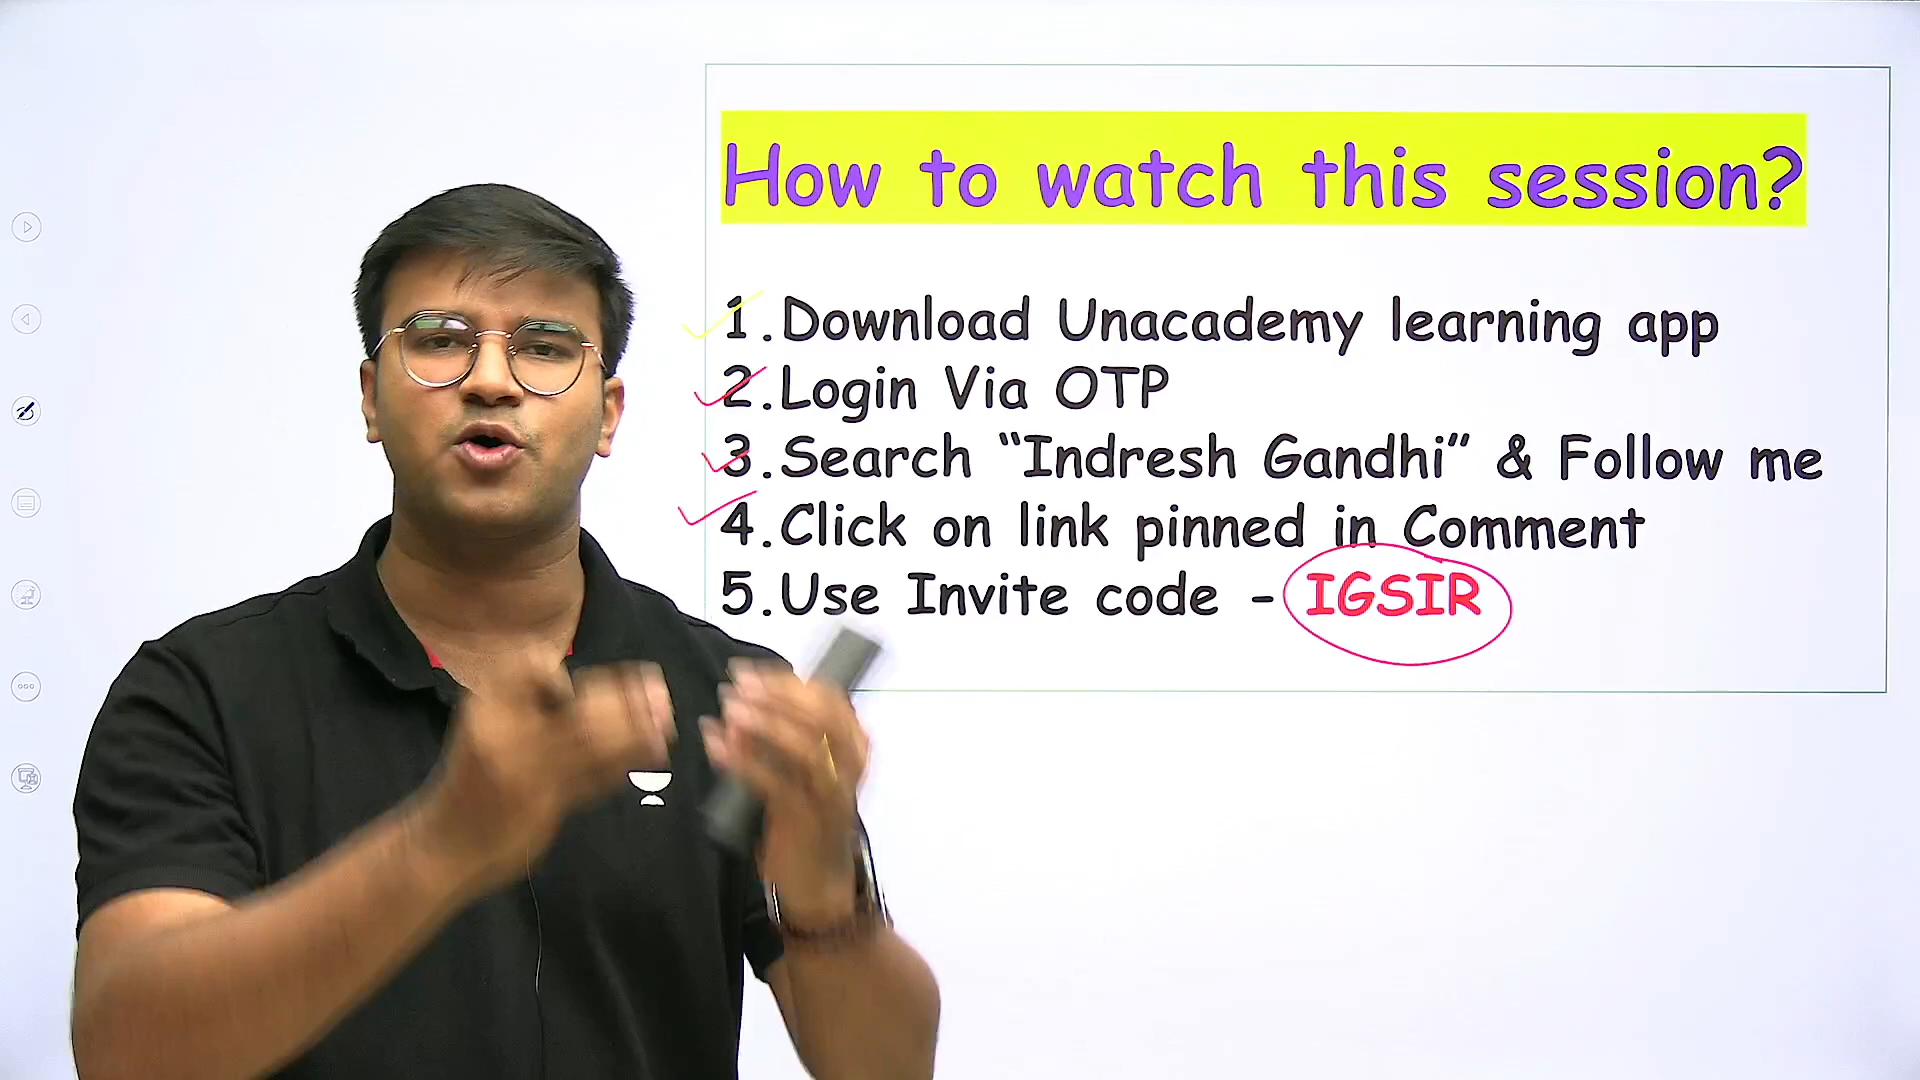 How to watch this session?
1. Download Unacademy learning app
2. Login Via OTP
3. Search “Indresh Gandhi” & Follow me
4. Click on link pinned in Comment
5. Use Invite code - IGSIR